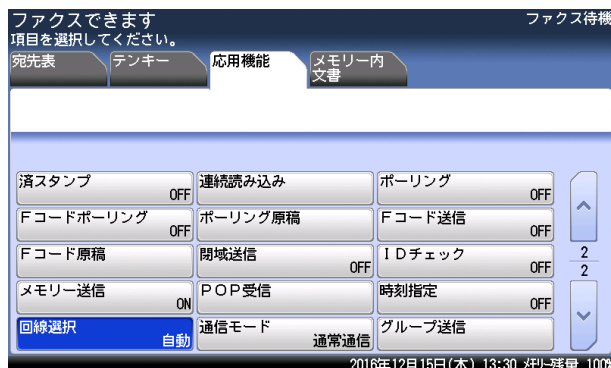 ファクスできます
ファクス待機
項目を選択してください。
宛先表
テンキー
応用機能
メモリー内
文書
済スタンプ
OFF
連続読み込み
ポーリング
OFF
Fコードポーリング
OFF
ポーリング原稿
Fコード送信
OFF
Fコード原稿
閉域送信
OFF
IDチェック
OFF
2
2
メモリー送信
ON
POP受信
時刻指定
OFF
回線選択
自動
通信モード
通常通信
グループ送信
2016年12月15日(木) 13:30 メモリー残量 100%